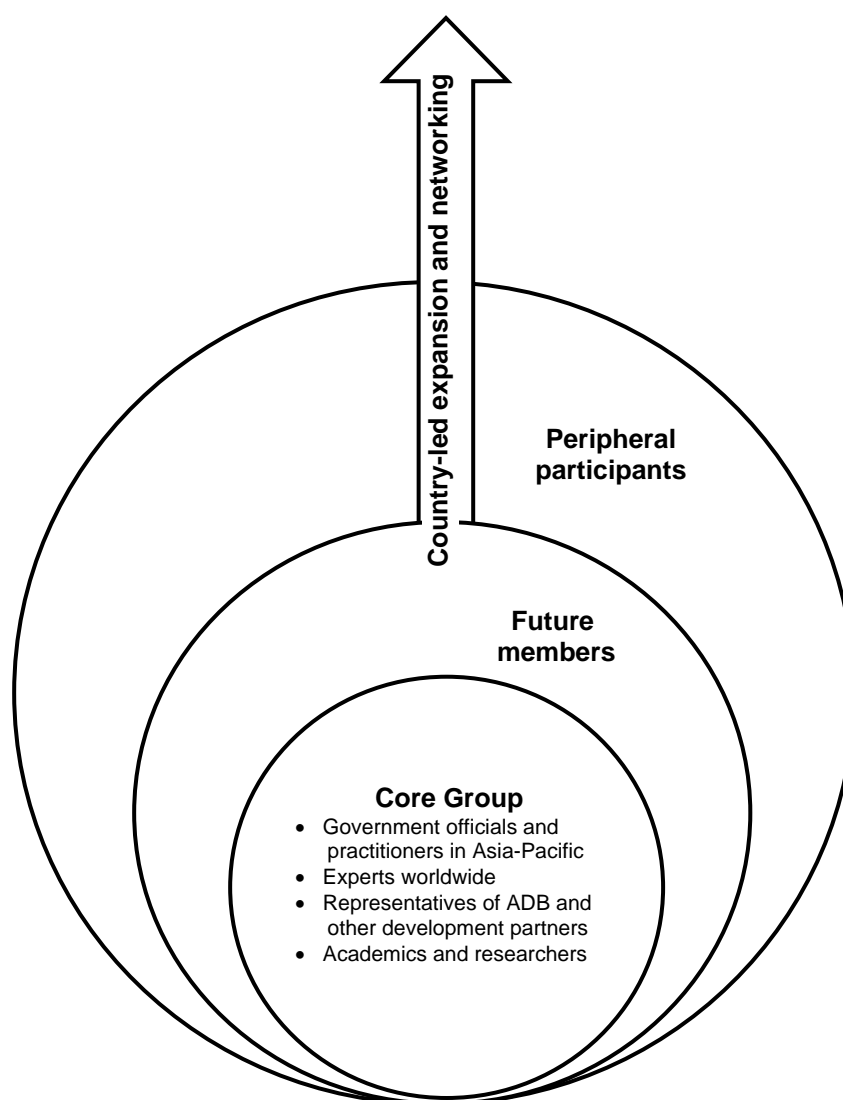 Country-led expansion and networking
Peripheral
participants
Future
members
Core Group
• Government officials and
practitioners in Asia-Pacific
• Experts worldwide
• Representatives of ADB and
other development partners
• Academics and researchers